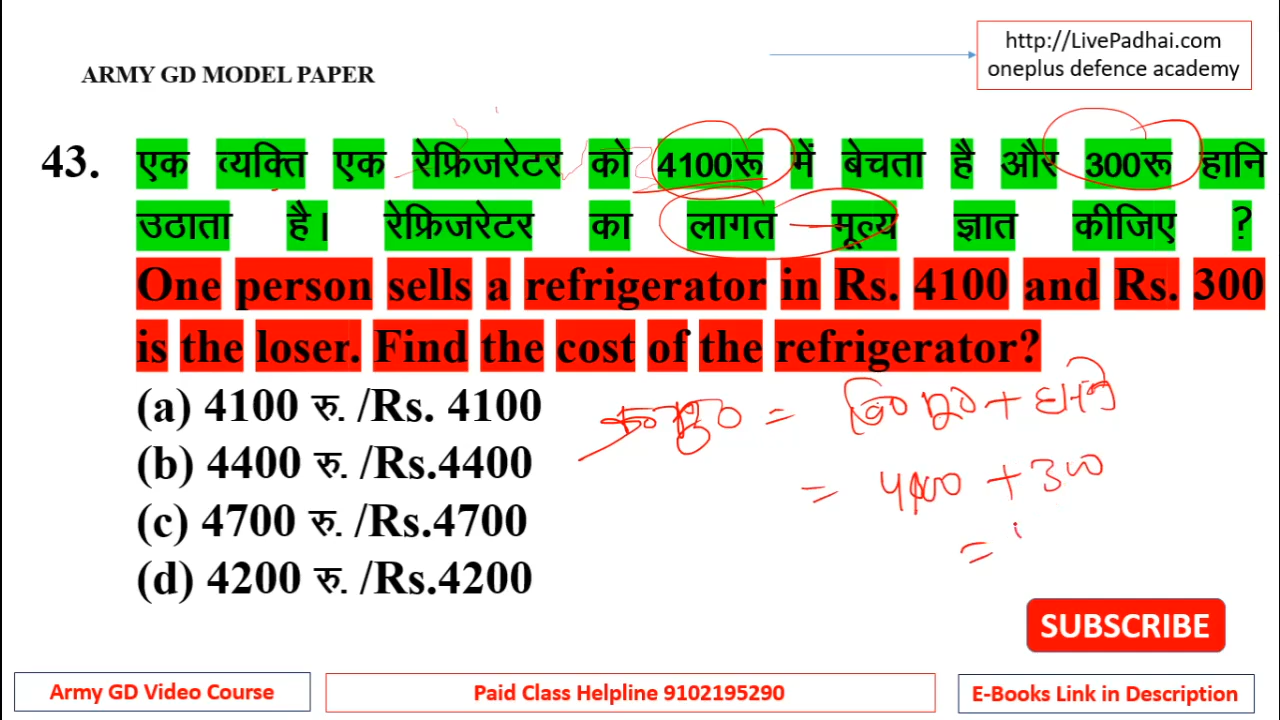 http://LivePadhai.com
oneplus defence academy
ARMY GD MODEL PAPER
43. एक व्यक्ति एक रेफ्रिजरेटर को 4100रू में बेचता है और 300रू हानि
उठाता है। रेफ्रिजरेटर का लागत मूल्य ज्ञात कीजिए ?
One person sells a refrigerator in Rs. 4100 and Rs. 300
is the loser. Find the cost of the refrigerator?
(a) 4100 रु. /Rs. 4100
(b) 4400 रु. /Rs.4400
(c) 4700 रु. /Rs.4700
(d) 4200 रु. /Rs.4200
= वि० मू० + हानि
= 4100 + 300
=
SUBSCRIBE
Army GD Video Course
Paid Class Helpline 9102195290
E-Books Link in Description